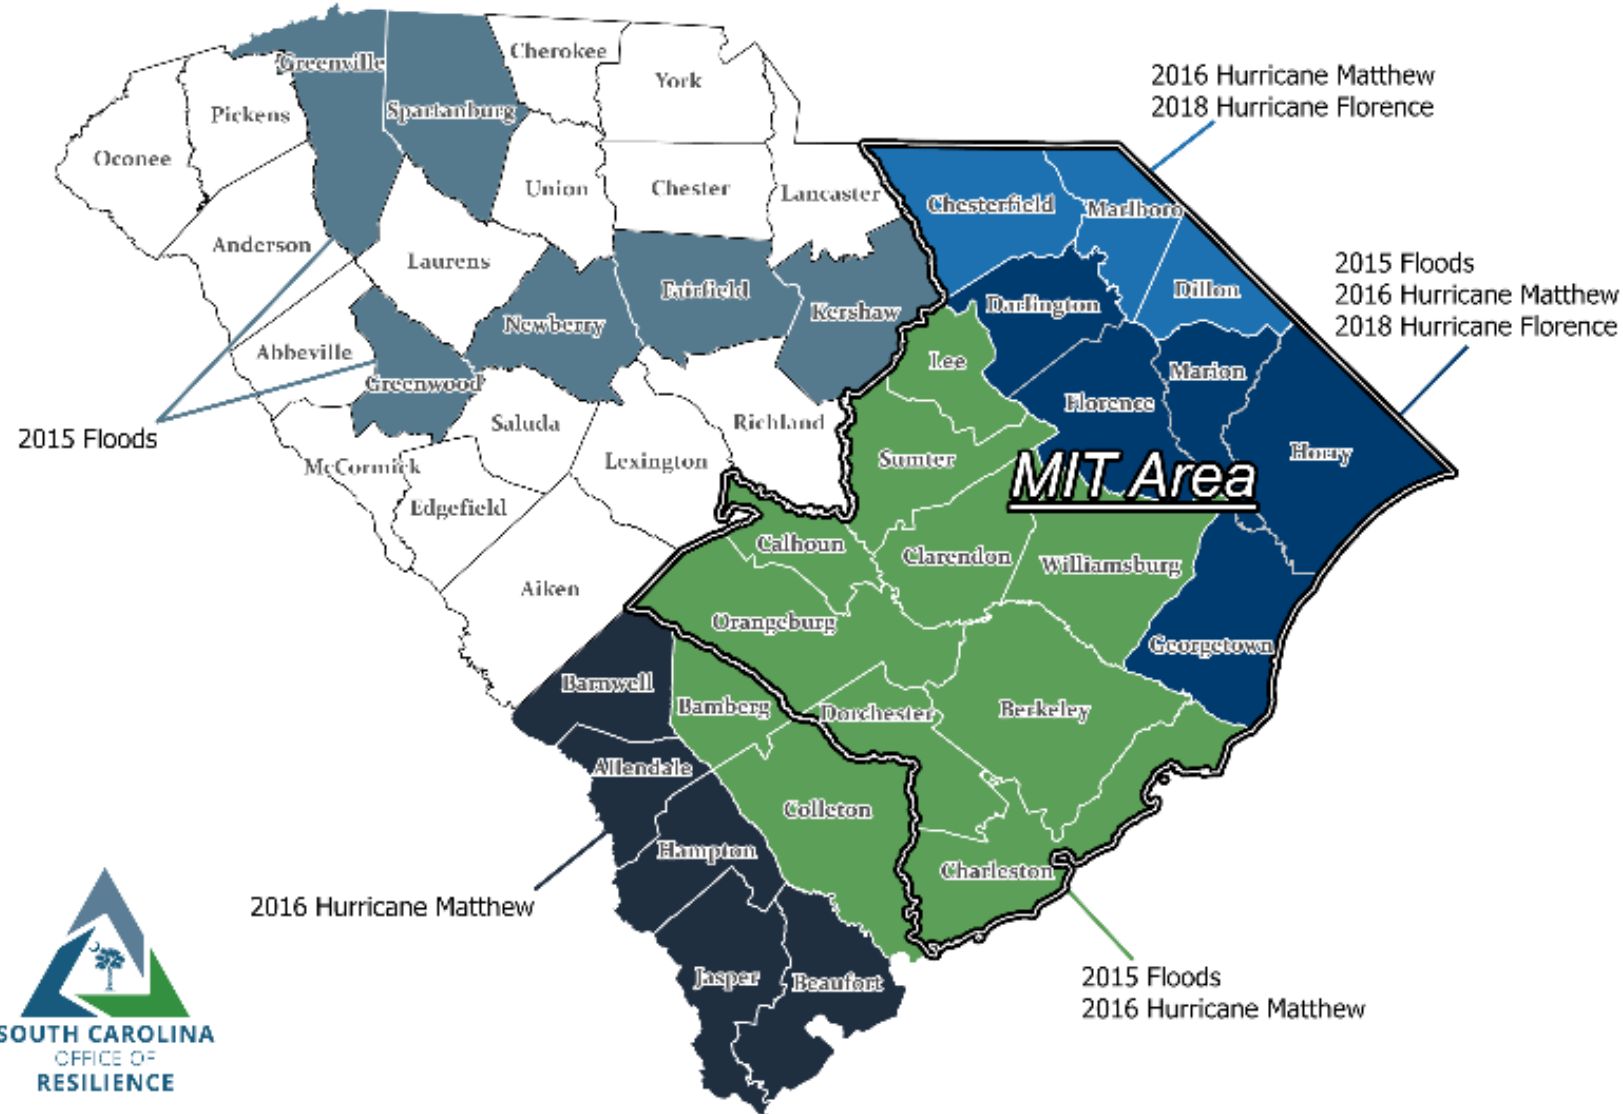 Cherokee
Greenville
York
2016 Hurricane Matthew
2018 Hurricane Florence
Pickens
Spartanburg
Oconee
Union
Chester
Lancaster
Chesterfield
Marlboro
Anderson
Laurens
2015 Floods
2016 Hurricane Matthew
2018 Hurricane Florence
Fairfield
Kershaw
Darlington
Dillon
Newberry
Abbeville
Greenwood
Lee
Marion
Florence
2015 Floods
Saluda
Richland
McCormick
Lexington
Sumter
Horry
MIT Area
Edgefield
Calhoun
Clarendon
Williamsburg
Aiken
Orangeburg
Georgetown
Barnwell
Bamberg
Dorchester
Berkeley
Allendale
Colleton
Hampton
Charleston
2016 Hurricane Matthew
Jasper
Beaufort
2015 Floods
2016 Hurricane Matthew
SOUTH CAROLINA
OFFICE OF
RESILIENCE